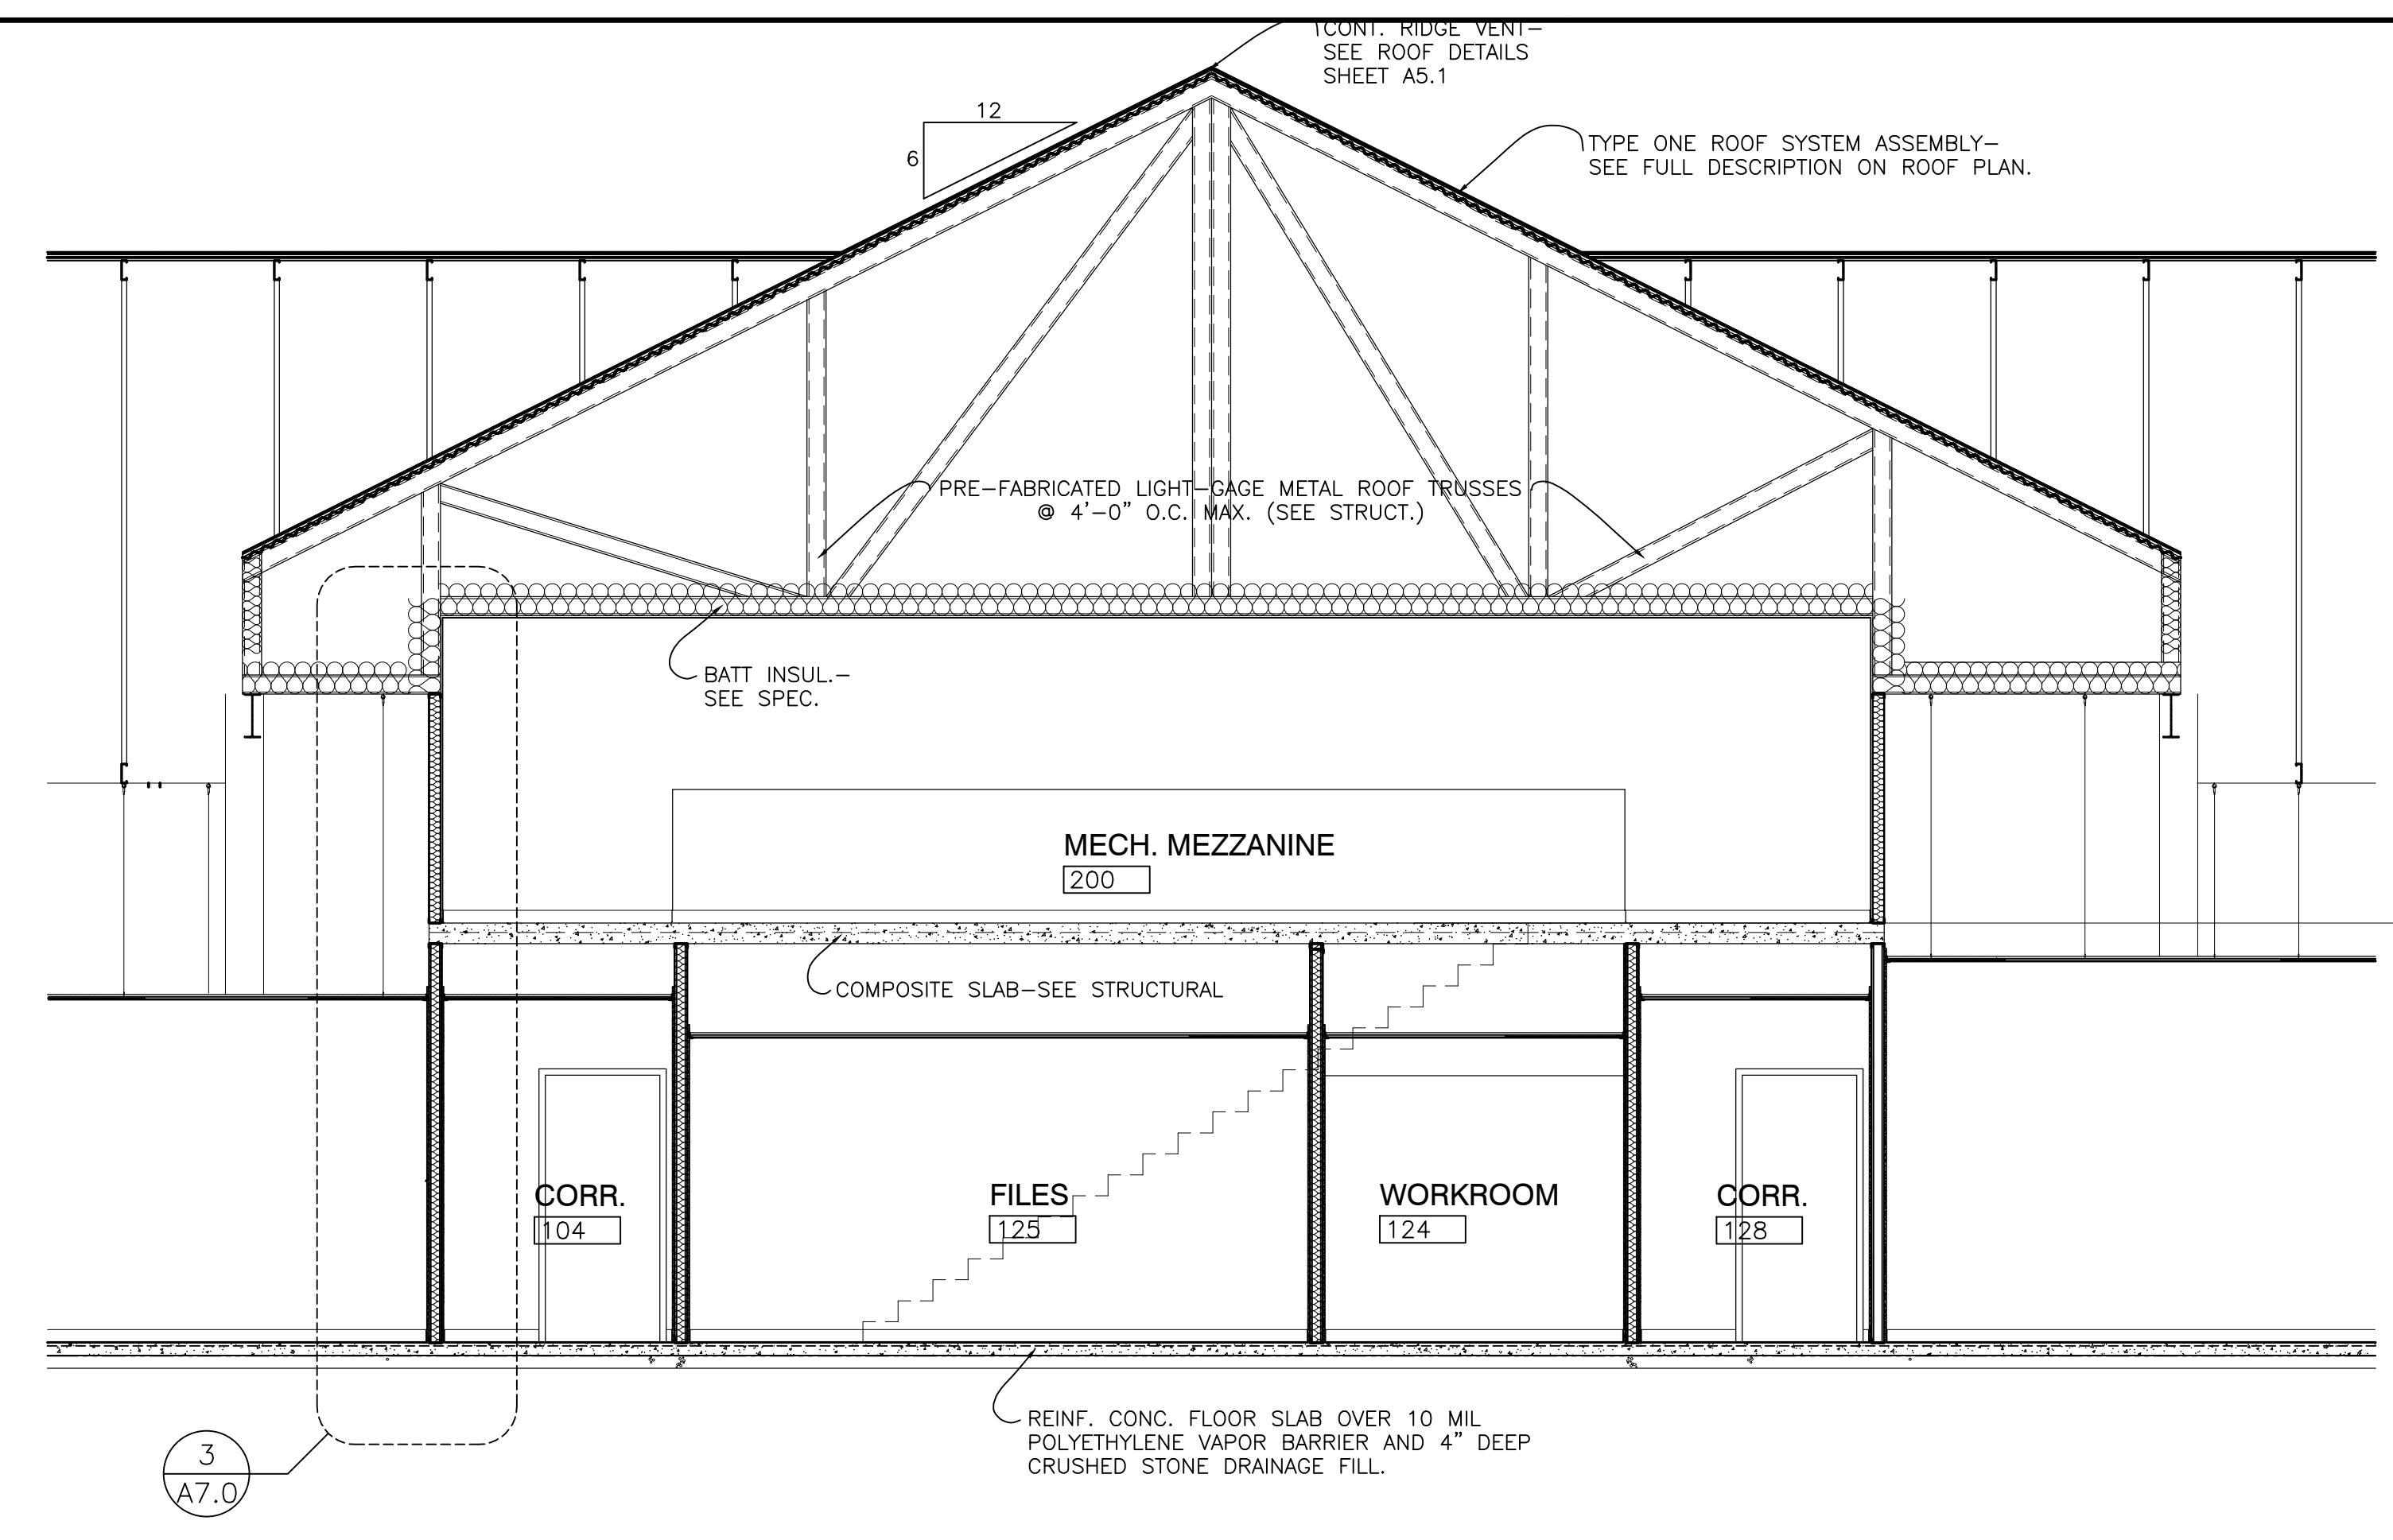 CONT. RIDGE VENT–
SEE ROOF DETAILS
SHEET A5.1
12
6
TYPE ONE ROOF SYSTEM ASSEMBLY–
SEE FULL DESCRIPTION ON ROOF PLAN.
PRE–FABRICATED LIGHT–GAGE METAL ROOF TRUSSES
@ 4'–0" O.C. MAX. (SEE STRUCT.)
BATT INSUL.–
SEE SPEC.
MECH. MEZZANINE
200
COMPOSITE SLAB–SEE STRUCTURAL
CORR.
104
FILES
125
WORKROOM
124
CORR.
128
REINF. CONC. FLOOR SLAB OVER 10 MIL
POLYETHYLENE VAPOR BARRIER AND 4" DEEP
CRUSHED STONE DRAINAGE FILL.
3
A7.0